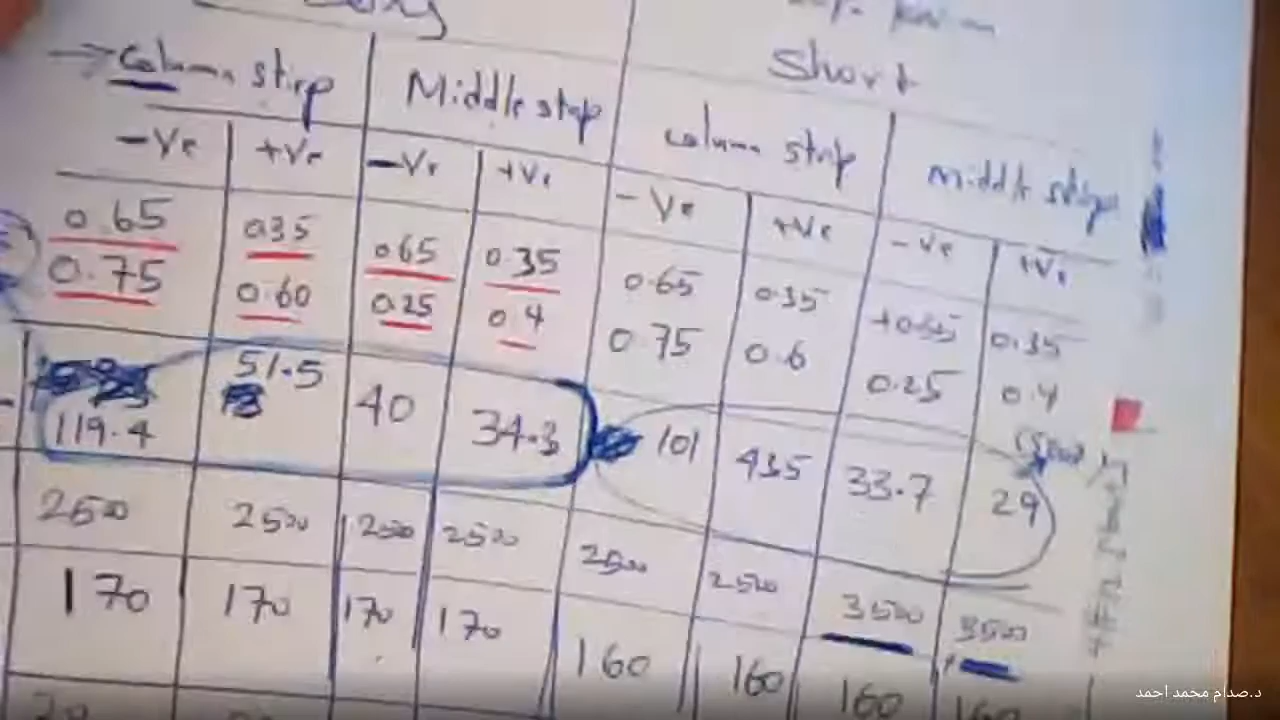 Long
Short
Column stirp Middle strip column strip Middle strip
-Ve +Ve -Ve +Ve -Ve +Ve -Ve +Ve
0.65 0.35 0.65 0.35 0.65 0.35 0.35
0.75 0.60 0.25 0.4 0.75 0.6 0.25 0.4
119.4 51.5 40 34.3 101 43.5 33.7 29
2500 2500 2500 2500 2500 2500 3500 3500
170 170 170 170 160 160 160 160
د.صدام محمد احمد